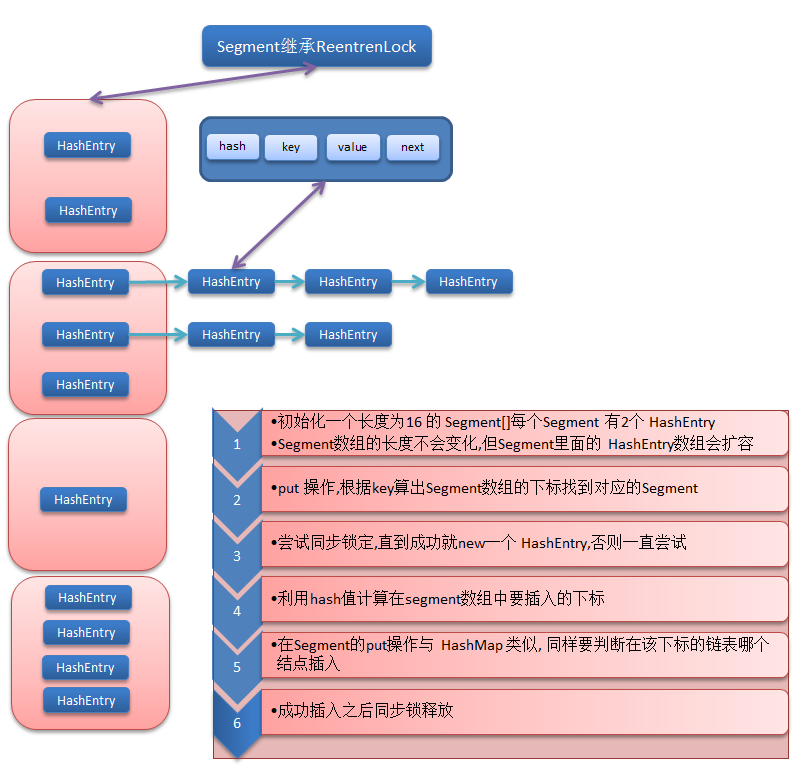 Segment继承ReentrenLock
HashEntry
HashEntry
hash key value next
HashEntry HashEntry HashEntry HashEntry
HashEntry HashEntry HashEntry
HashEntry
HashEntry
HashEntry
HashEntry
HashEntry
HashEntry
1
•初始化一个长度为16 的 Segment[]每个Segment 有2个 HashEntry
•Segment数组的长度不会变化,但Segment里面的 HashEntry数组会扩容
2
•put 操作,根据key算出Segment数组的下标找到对应的Segment
3
•尝试同步锁定,直到成功就new一个 HashEntry,否则一直尝试
4
•利用hash值计算在segment数组中要插入的下标
5
•在Segment的put操作与 HashMap 类似, 同样要判断在该下标的链表哪个
结点插入
6
•成功插入之后同步锁释放